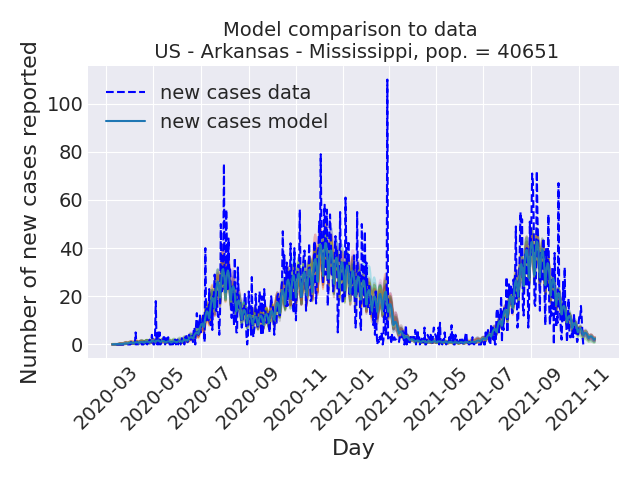 Model comparison to data
US - Arkansas - Mississippi, pop. = 40651
Number of new cases reported
new cases data
new cases model
100
80
60
40
20
0
2020-03
2020-05
2020-07
2020-09
2020-11
2021-01
2021-03
2021-05
2021-07
2021-09
2021-11
Day